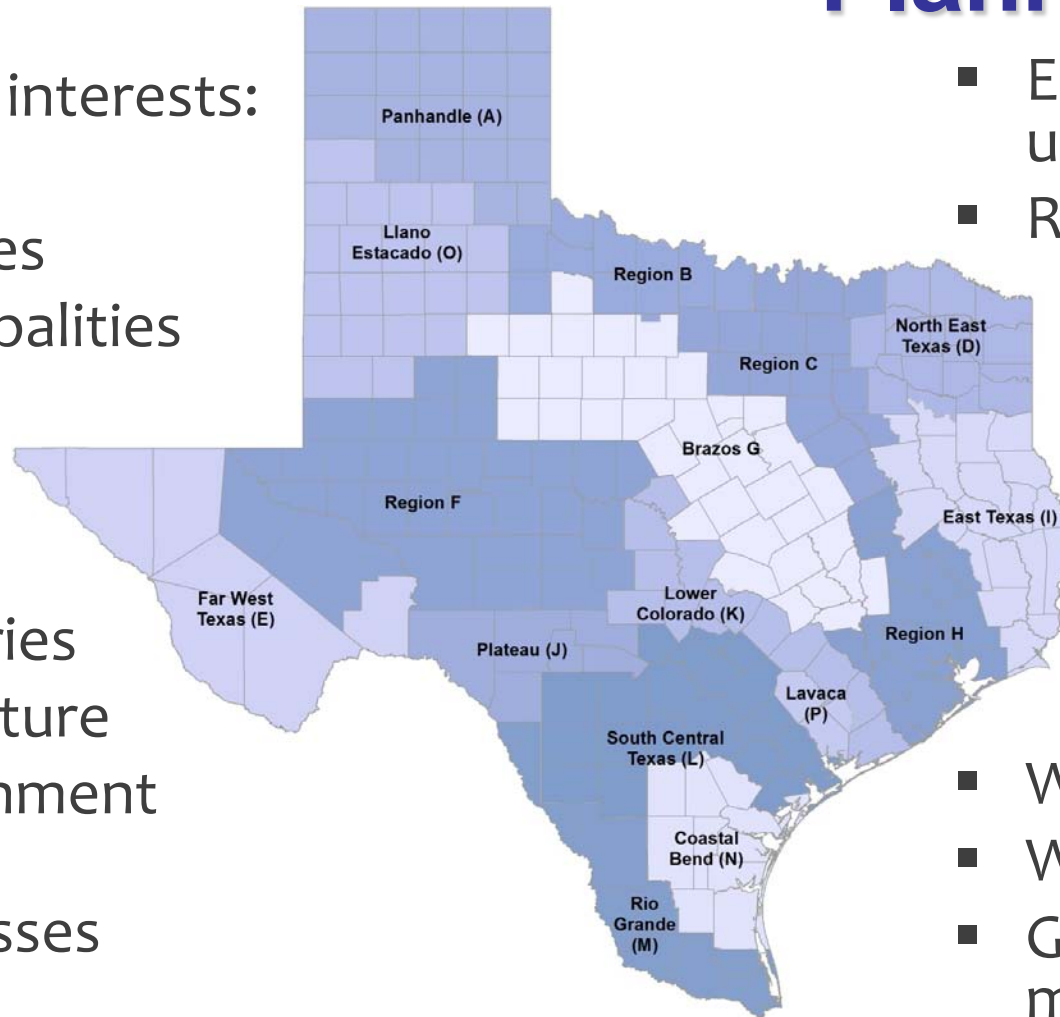 interests:
es
palities
ries
ture
nment
sses
Panhandle (A)
Llano
Estacado (O)
Region B
Region C
North East
Texas (D)
Brazos G
Region F
East Texas (I)
Far West
Texas (E)
Lower
Colorado (K)
Plateau (J)
Region H
Lavaca
(P)
South Central
Texas (L)
Coastal
Bend (N)
Rio
Grande
(M)
▪ E
u
▪ R
▪ W
▪ W
▪ G
m